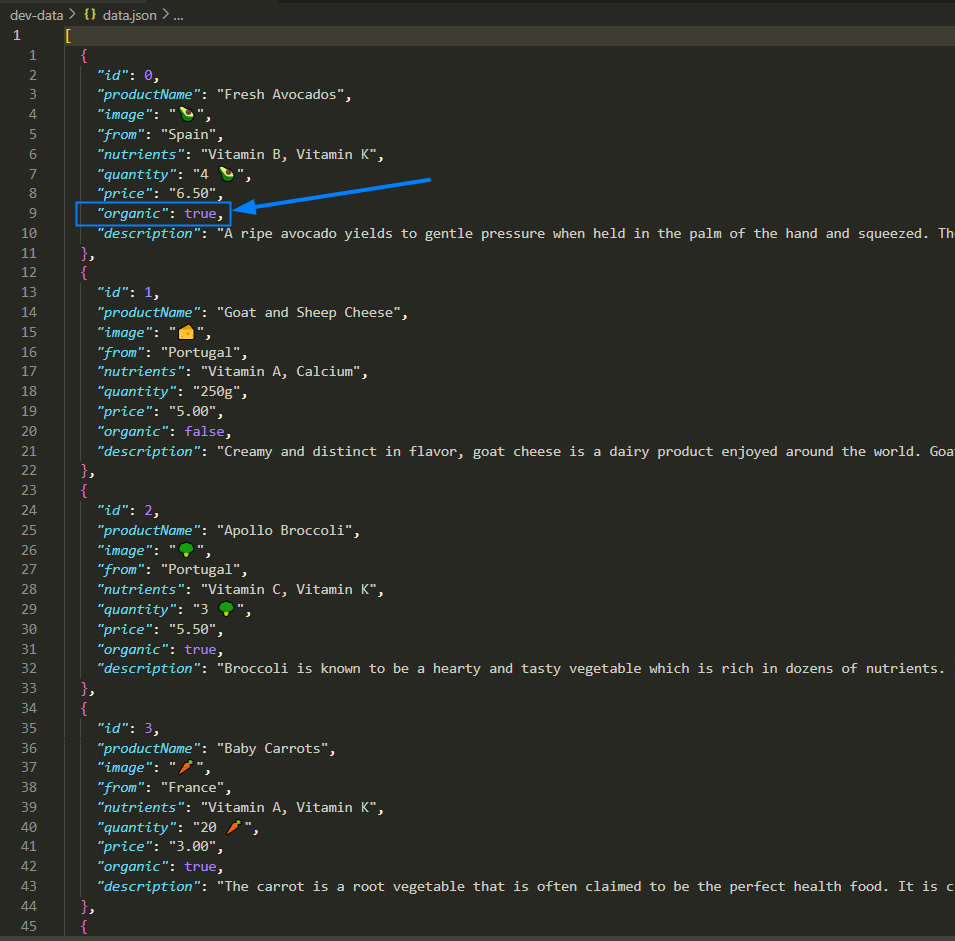 dev-data > {} data.json > ...
1 [
1 {
2 "id": 0,
3 "productName": "Fresh Avocados",
4 "image": "🥑",
5 "from": "Spain",
6 "nutrients": "Vitamin B, Vitamin K",
7 "quantity": "4 🥑",
8 "price": "6.50",
9 "organic": true,
10 "description": "A ripe avocado yields to gentle pressure when held in the palm of the hand and squeezed. The
11 },
12 {
13 "id": 1,
14 "productName": "Goat and Sheep Cheese",
15 "image": "🧀",
16 "from": "Portugal",
17 "nutrients": "Vitamin A, Calcium",
18 "quantity": "250g",
19 "price": "5.00",
20 "organic": false,
21 "description": "Creamy and distinct in flavor, goat cheese is a dairy product enjoyed around the world. Goat
22 },
23 {
24 "id": 2,
25 "productName": "Apollo Broccoli",
26 "image": "🥦",
27 "from": "Portugal",
28 "nutrients": "Vitamin C, Vitamin K",
29 "quantity": "3 🥦",
30 "price": "5.50",
31 "organic": true,
32 "description": "Broccoli is known to be a hearty and tasty vegetable which is rich in dozens of nutrients.
33 },
34 {
35 "id": 3,
36 "productName": "Baby Carrots",
37 "image": "🥕",
38 "from": "France",
39 "nutrients": "Vitamin A, Vitamin K",
40 "quantity": "20 🥕",
41 "price": "3.00",
42 "organic": true,
43 "description": "The carrot is a root vegetable that is often claimed to be the perfect health food. It is c
44 },
45 {